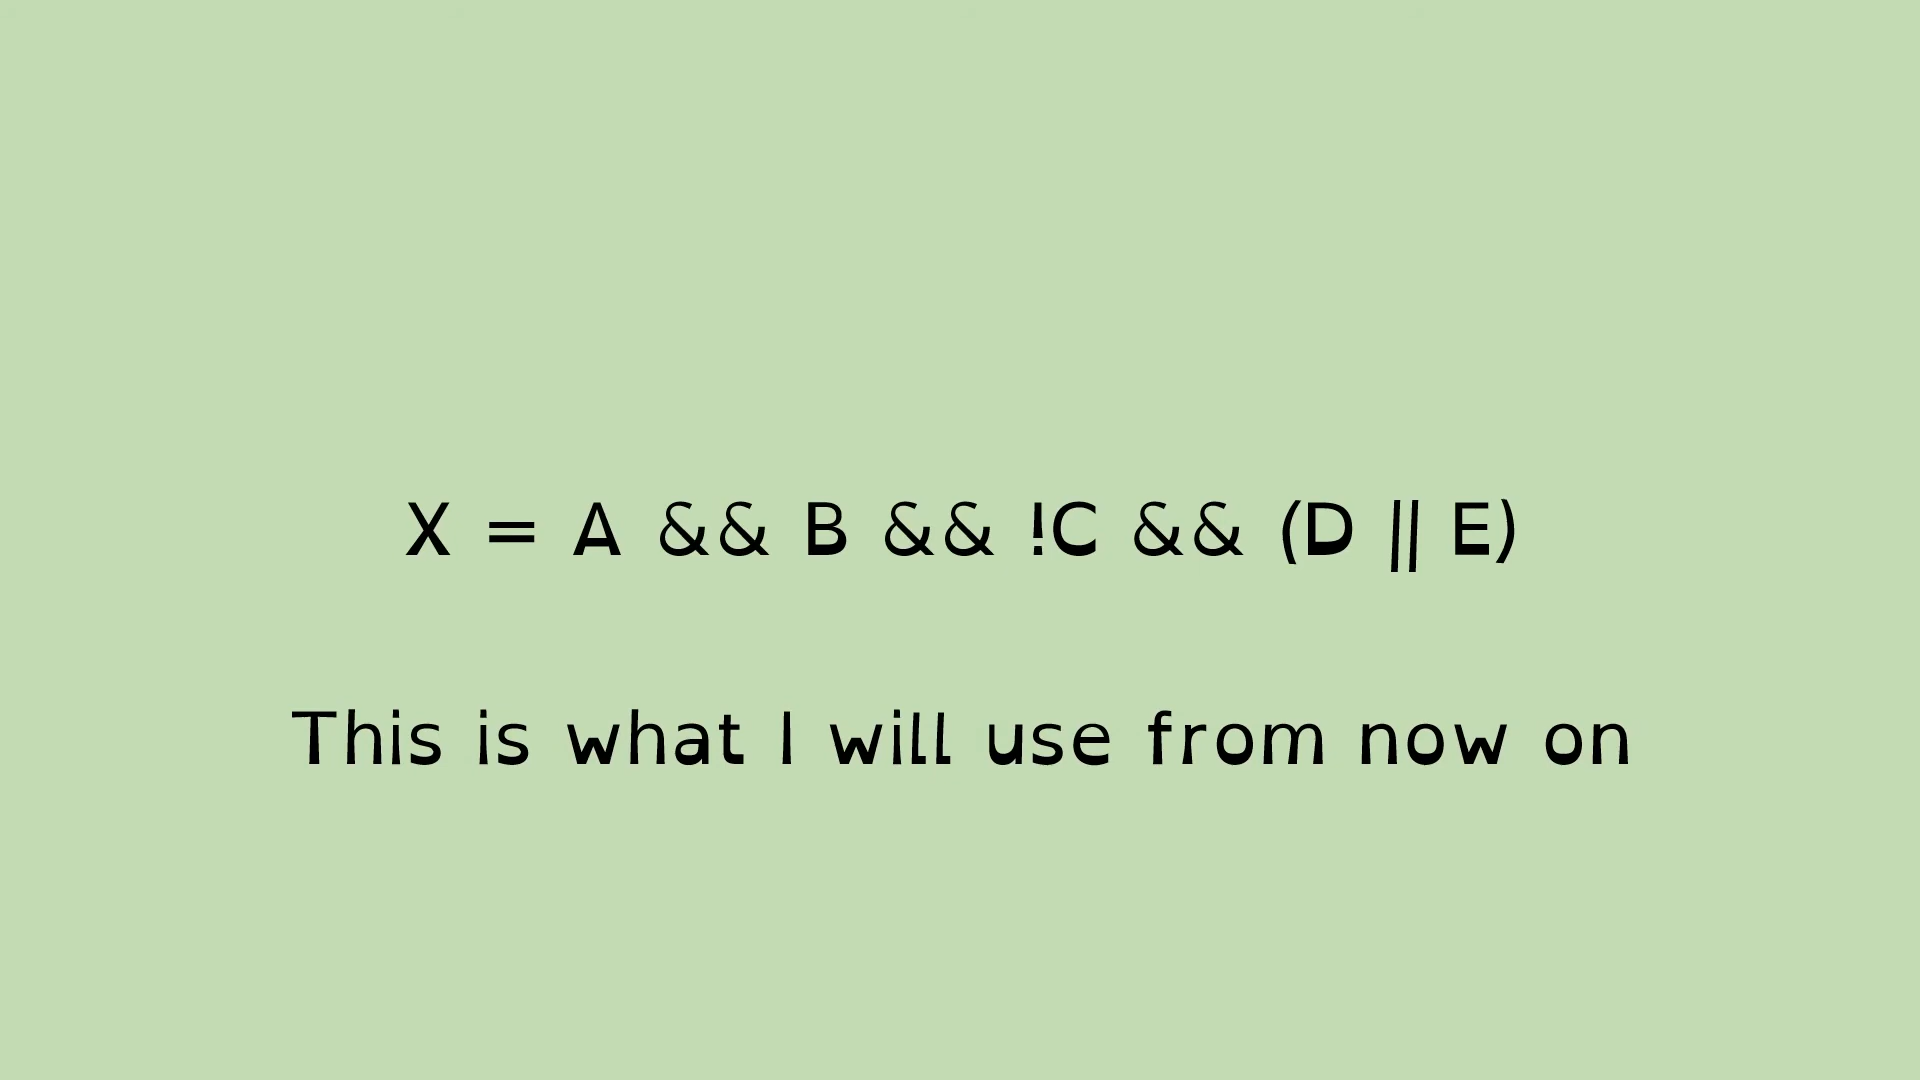 X = A && B && !C && (D || E)
This is what I will use from now on